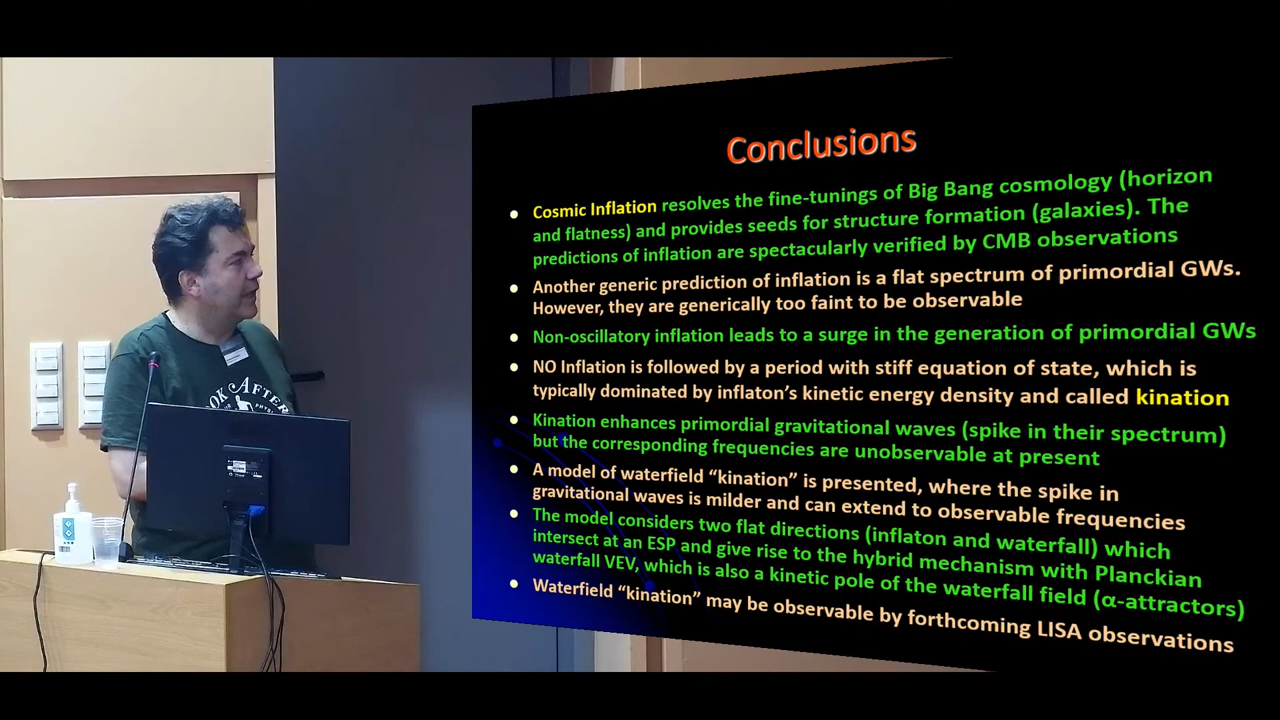 Conclusions
Cosmic Inflation resolves the fine-tunings of Big Bang cosmology (horizon
and flatness) and provides seeds for structure formation (galaxies). The
predictions of inflation are spectacularly verified by CMB observations
Another generic prediction of inflation is a flat spectrum of primordial GWs.
However, they are generically too faint to be observable
Non-oscillatory inflation leads to a surge in the generation of primordial GWs
NO Inflation is followed by a period with stiff equation of state, which is
typically dominated by inflaton's kinetic energy density and called kination
Kination enhances primordial gravitational waves (spike in their spectrum)
but the corresponding frequencies are unobservable at present
A model of waterfield “kination” is presented, where the spike in
gravitational waves is milder and can extend to observable frequencies
The model considers two flat directions (inflaton and waterfall) which
intersect at an ESP and give rise to the hybrid mechanism with Planckian
waterfall VEV, which is also a kinetic pole of the waterfall field (α-attractors)
Waterfield “kination” may be observable by forthcoming LISA observations
AFTER